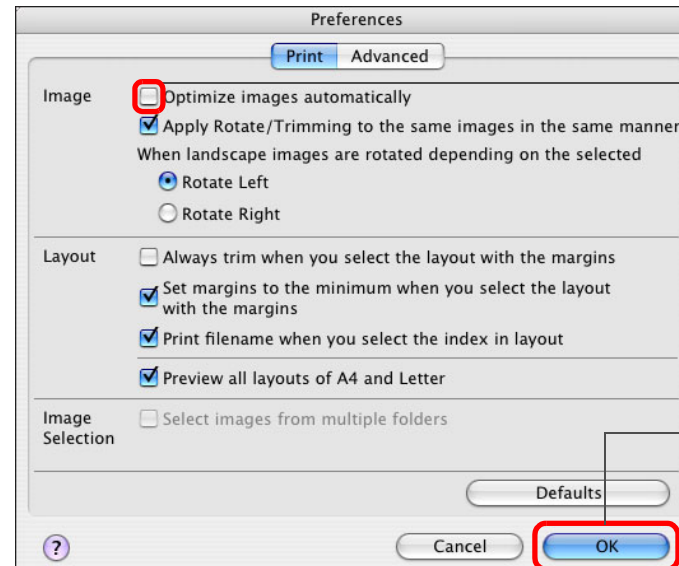 Preferences
Print Advanced
Image
Optimize images automatically
Apply Rotate/Trimming to the same images in the same manner
When landscape images are rotated depending on the selected
Rotate Left
Rotate Right
Layout
Always trim when you select the layout with the margins
Set margins to the minimum when you select the layout
with the margins
Print filename when you select the index in layout
Preview all layouts of A4 and Letter
Image
Selection
Select images from multiple folders
Defaults
?
Cancel
OK